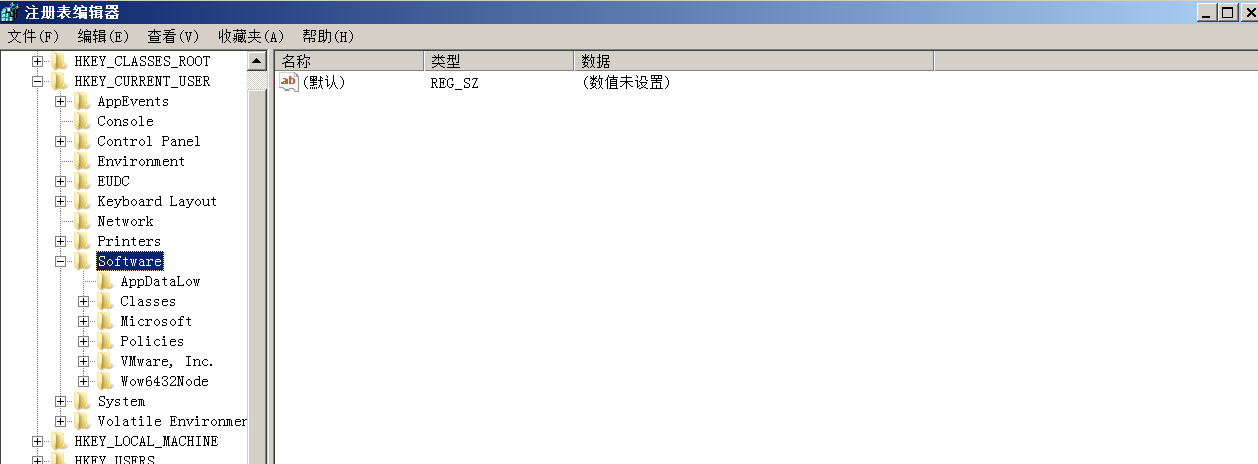 注册表编辑器
文件(F) 编辑(E) 查看(V) 收藏夹(A) 帮助(H)
HKEY_CLASSES_ROOT
HKEY_CURRENT_USER
AppEvents
Console
Control Panel
Environment
EUDC
Keyboard Layout
Network
Printers
Software
AppDataLow
Classes
Microsoft
Policies
VMware, Inc.
Wow6432Node
System
Volatile Environmen
HKEY_LOCAL_MACHINE
HKEY_USERS
名称 类型 数据
ab (默认) REG_SZ (数值未设置)